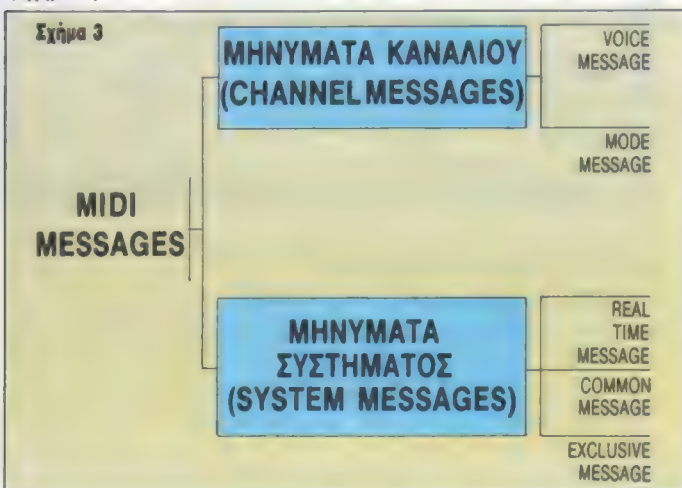 Σχήμα 3
MIDI
MESSAGES
ΜΗΝΥΜΑΤΑ ΚΑΝΑΛΙΟΥ
(CHANNEL MESSAGES)
VOICE
MESSAGE
MODE
MESSAGE
ΜΗΝΥΜΑΤΑ
ΣΥΣΤΗΜΑΤΟΣ
(SYSTEM MESSAGES)
REAL
TIME
MESSAGE
COMMON
MESSAGE
EXCLUSIVE
MESSAGE